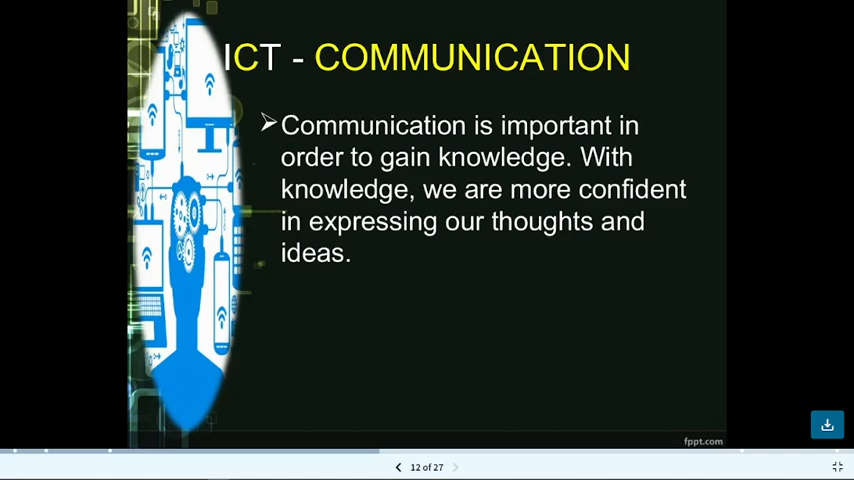 ICT - COMMUNICATION
➢Communication is important in
order to gain knowledge. With
knowledge, we are more confident
in expressing our thoughts and
ideas.
fppt.com
12 of 27